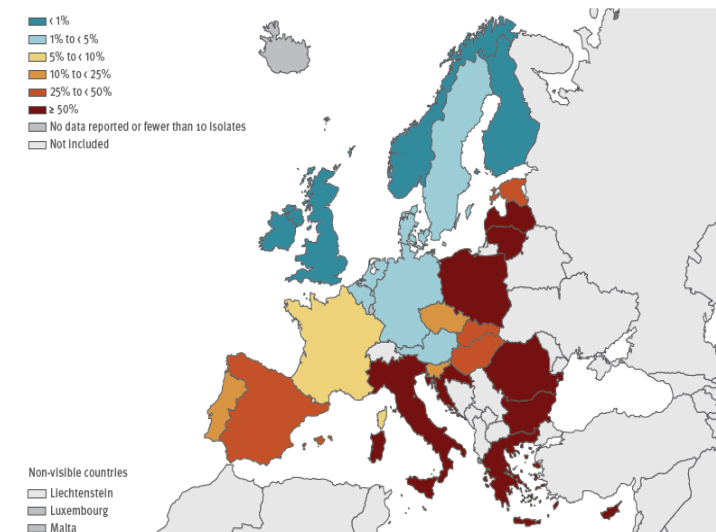 < 1%
1% to < 5%
5% to < 10%
10% to < 25%
25% to < 50%
≥ 50%
No data reported or fewer than 10 isolates
Not included
Non-visible countries
Liechtenstein
Luxembourg
Malta